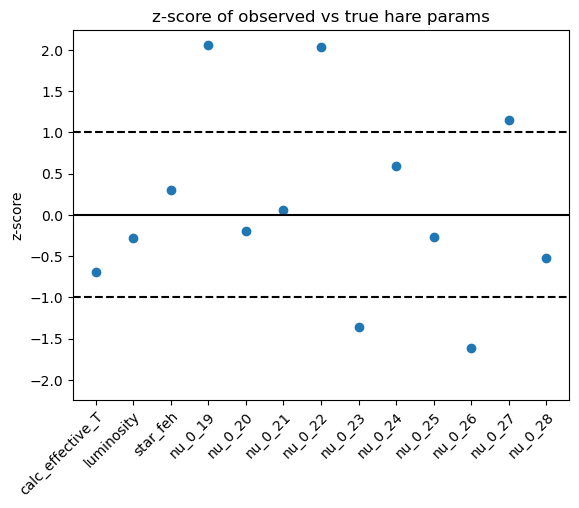 z-score of observed vs true hare params
z-score
2.0
1.5
1.0
0.5
0.0
−0.5
−1.0
−1.5
−2.0
calc_effective_T
luminosity
star_feh
nu_0_19
nu_0_20
nu_0_21
nu_0_22
nu_0_23
nu_0_24
nu_0_25
nu_0_26
nu_0_27
nu_0_28